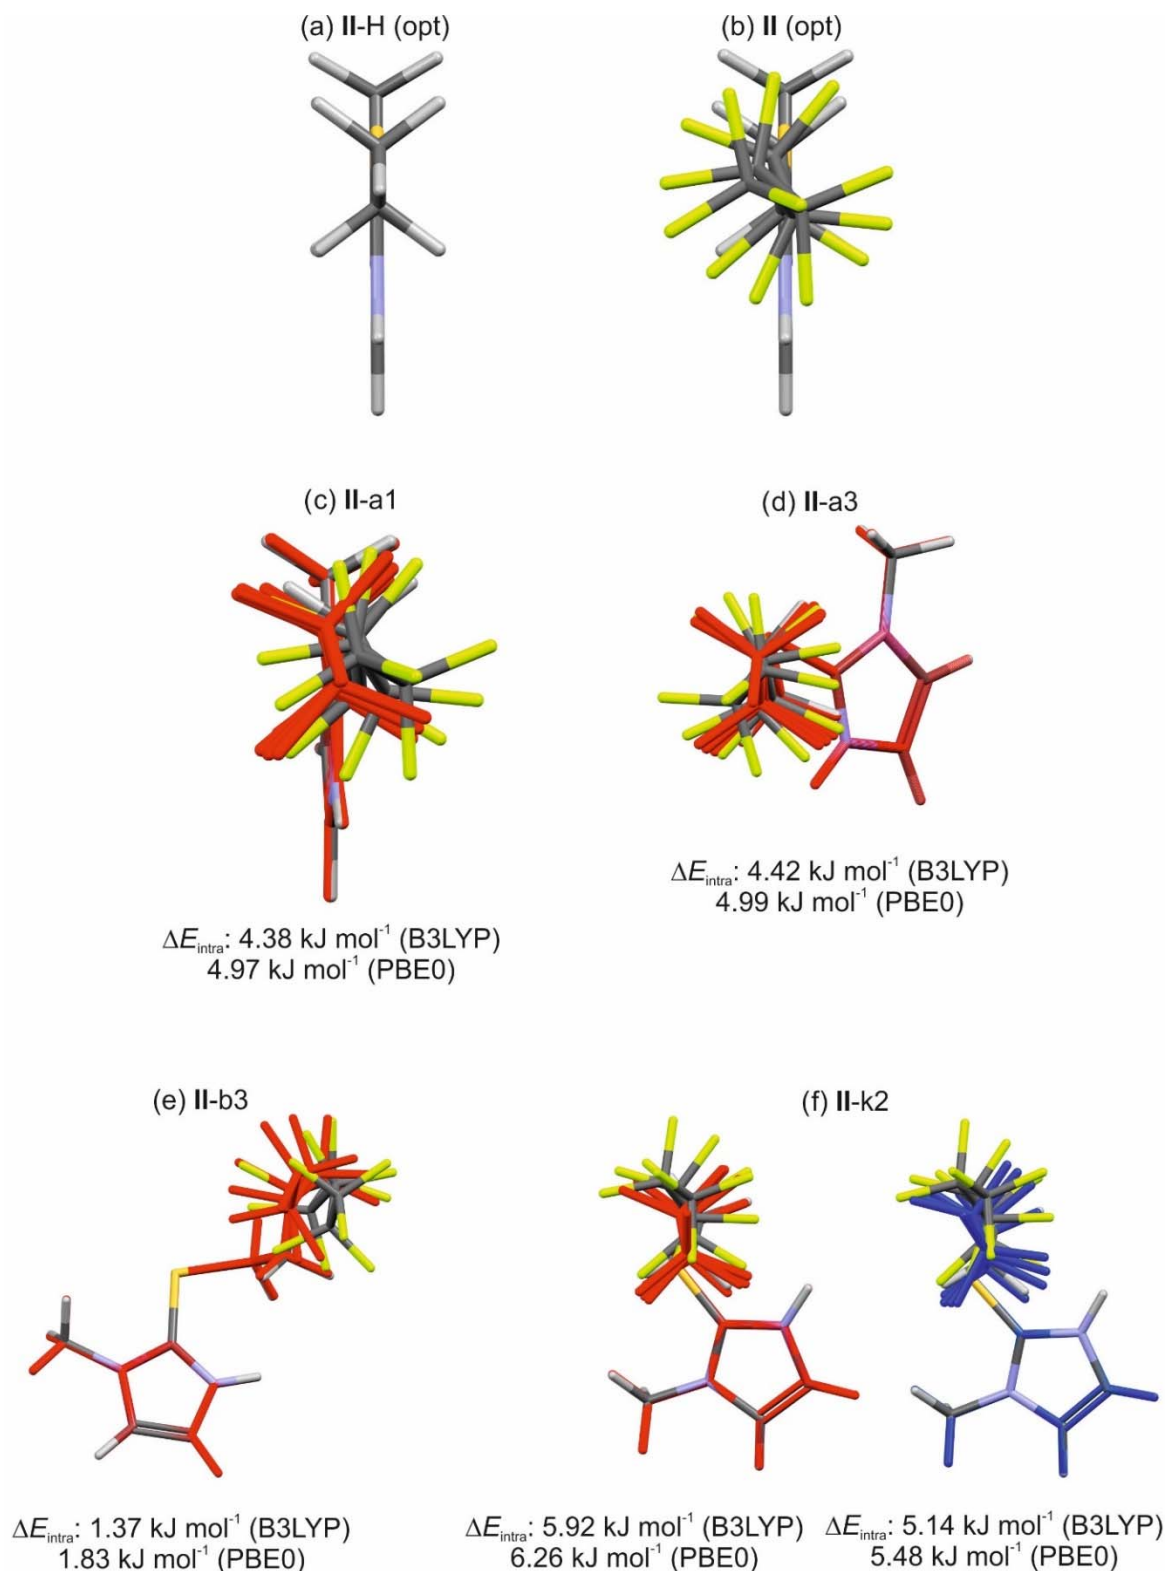 (a) II-H (opt)
(b) II (opt)
(c) II-a1
(d) II-a3
ΔE_intra: 4.38 kJ mol⁻¹ (B3LYP)
4.97 kJ mol⁻¹ (PBE0)
ΔE_intra: 4.42 kJ mol⁻¹ (B3LYP)
4.99 kJ mol⁻¹ (PBE0)
(e) II-b3
(f) II-k2
ΔE_intra: 1.37 kJ mol⁻¹ (B3LYP)
1.83 kJ mol⁻¹ (PBE0)
ΔE_intra: 5.92 kJ mol⁻¹ (B3LYP)
6.26 kJ mol⁻¹ (PBE0)
ΔE_intra: 5.14 kJ mol⁻¹ (B3LYP)
5.48 kJ mol⁻¹ (PBE0)